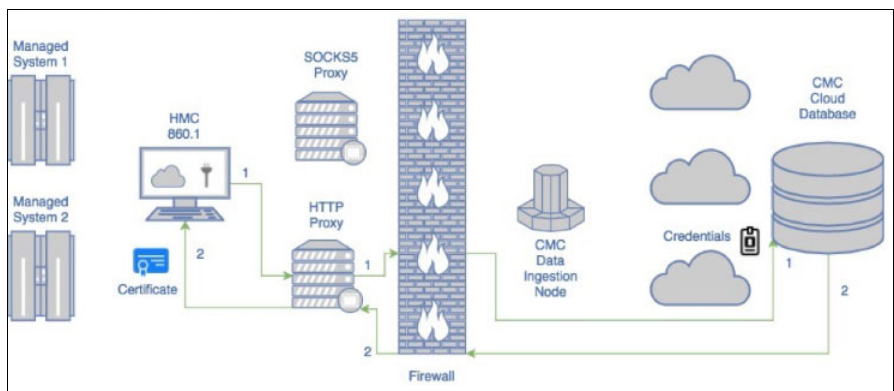 Managed
System 1
HMC
860.1
SOCKS5
Proxy
CMC
Cloud
Database
1
Managed
System 2
HTTP
Proxy
2
Certificate
1
2
Firewall
CMC
Data
Ingestion
Node
Credentials
1
2